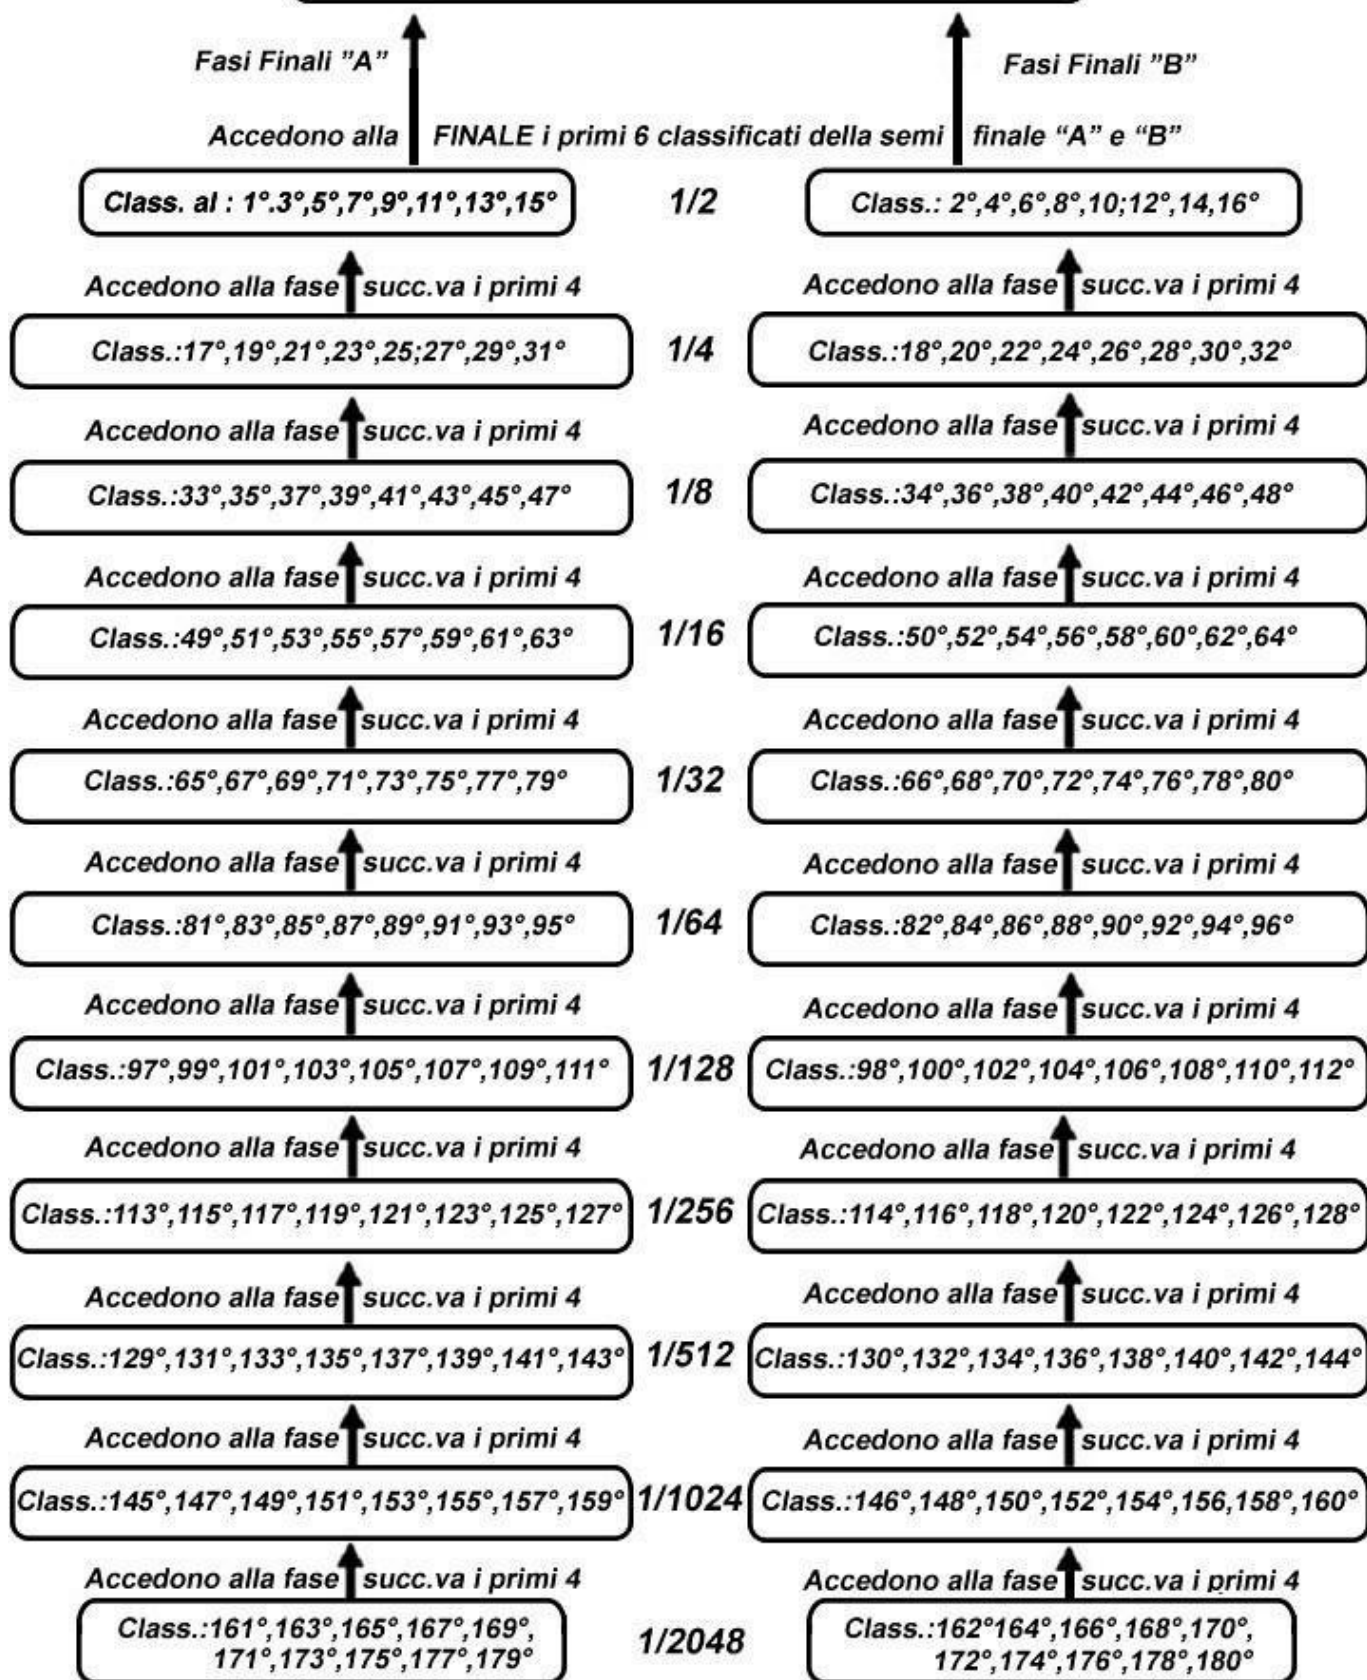 Fasi Finali ”A”
Fasi Finali ”B”
Accedono alla FINALE i primi 6 classificati della semi finale “A” e “B”
Class. al : 1°.3°,5°,7°,9°,11°,13°,15°
1/2
Class.: 2°,4°,6°,8°,10;12°,14,16°
Accedono alla fase succ.va i primi 4
Accedono alla fase succ.va i primi 4
Class.:17°,19°,21°,23°,25;27°,29°,31°
1/4
Class.:18°,20°,22°,24°,26°,28°,30°,32°
Accedono alla fase succ.va i primi 4
Accedono alla fase succ.va i primi 4
Class.:33°,35°,37°,39°,41°,43°,45°,47°
1/8
Class.:34°,36°,38°,40°,42°,44°,46°,48°
Accedono alla fase succ.va i primi 4
Accedono alla fase succ.va i primi 4
Class.:49°,51°,53°,55°,57°,59°,61°,63°
1/16
Class.:50°,52°,54°,56°,58°,60°,62°,64°
Accedono alla fase succ.va i primi 4
Accedono alla fase succ.va i primi 4
Class.:65°,67°,69°,71°,73°,75°,77°,79°
1/32
Class.:66°,68°,70°,72°,74°,76°,78°,80°
Accedono alla fase succ.va i primi 4
Accedono alla fase succ.va i primi 4
Class.:81°,83°,85°,87°,89°,91°,93°,95°
1/64
Class.:82°,84°,86°,88°,90°,92°,94°,96°
Accedono alla fase succ.va i primi 4
Accedono alla fase succ.va i primi 4
Class.:97°,99°,101°,103°,105°,107°,109°,111°
1/128
Class.:98°,100°,102°,104°,106°,108°,110°,112°
Accedono alla fase succ.va i primi 4
Accedono alla fase succ.va i primi 4
Class.:113°,115°,117°,119°,121°,123°,125°,127°
1/256
Class.:114°,116°,118°,120°,122°,124°,126°,128°
Accedono alla fase succ.va i primi 4
Accedono alla fase succ.va i primi 4
Class.:129°,131°,133°,135°,137°,139°,141°,143°
1/512
Class.:130°,132°,134°,136°,138°,140°,142°,144°
Accedono alla fase succ.va i primi 4
Accedono alla fase succ.va i primi 4
Class.:145°,147°,149°,151°,153°,155°,157°,159°
1/1024
Class.:146°,148°,150°,152°,154°,156,158°,160°
Accedono alla fase succ.va i primi 4
Accedono alla fase succ.va i primi 4
Class.:161°,163°,165°,167°,169°,
171°,173°,175°,177°,179°
1/2048
Class.:162°164°,166°,168°,170°,
172°,174°,176°,178°,180°